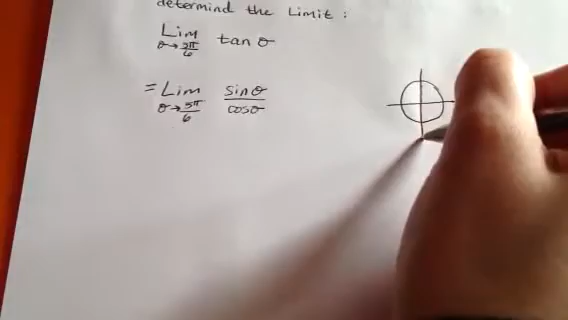 determind the Limit :
Lim tan θ
θ→5π/6
= Lim sinθ/cosθ
θ→5π/6